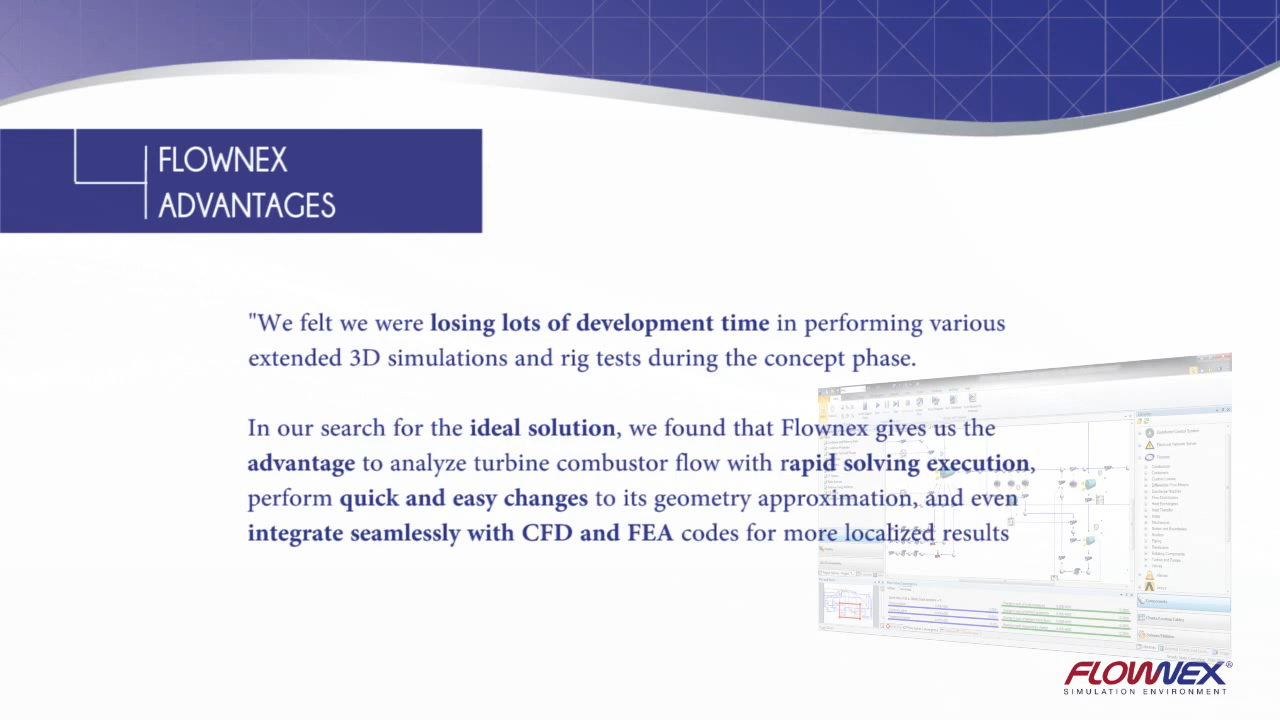 FLOWNEX
ADVANTAGES
"We felt we were losing lots of development time in performing various
extended 3D simulations and rig tests during the concept phase.
In our search for the ideal solution, we found that Flownex gives us the
advantage to analyze turbine combustor flow with rapid solving execution,
perform quick and easy changes to its geometry approximation, and even
integrate seamlessly with CFD and FEA codes for more localized results
FLOWNEX®
SIMULATION ENVIRONMENT